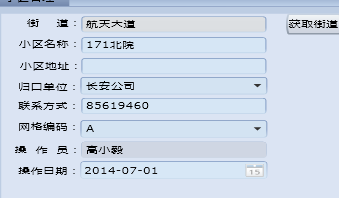 街 道: 航天大道 获取街道
小区名称: 171北院
小区地址:
归口单位: 长安公司
联系方式: 85619460
网格编码: A
操 作 员: 高小毅
操作日期: 2014-07-01 15